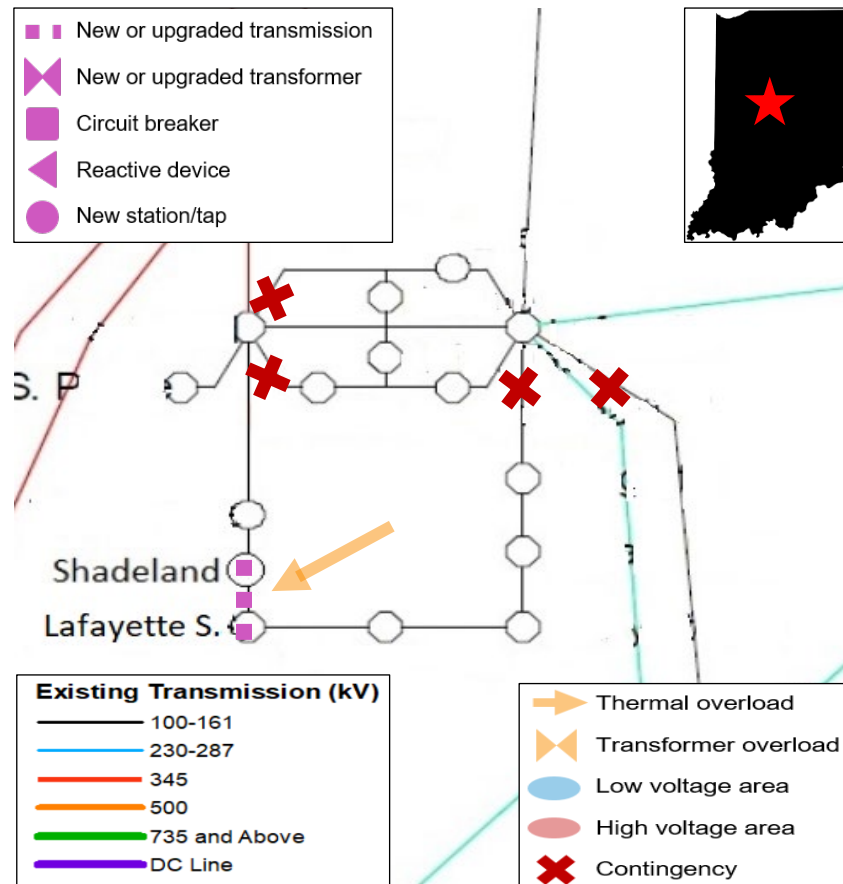 New or upgraded transmission
New or upgraded transformer
Circuit breaker
Reactive device
New station/tap
S. P
Shadeland
Lafayette S.
Existing Transmission (kV)
100-161
230-287
345
500
735 and Above
DC Line
Thermal overload
Transformer overload
Low voltage area
High voltage area
Contingency